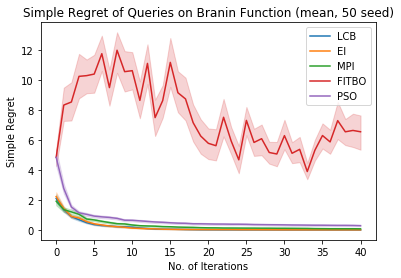 Simple Regret of Queries on Branin Function (mean, 50 seed)
LCB
EI
MPI
FITBO
PSO
Simple Regret
12
10
8
6
4
2
0
0 5 10 15 20 25 30 35 40
No. of Iterations